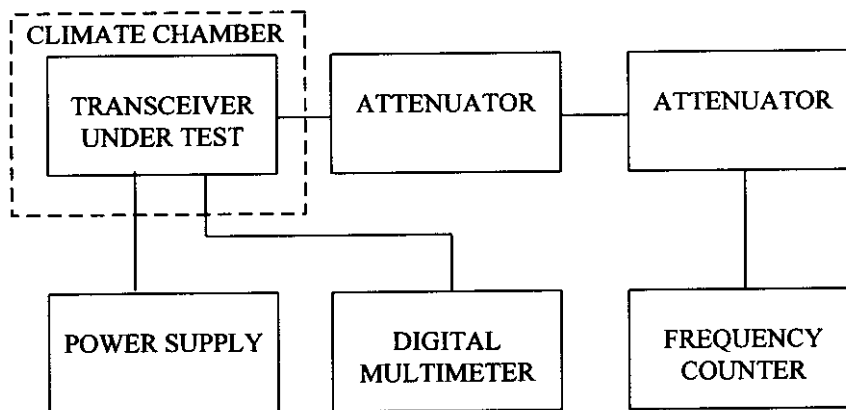 CLIMATE CHAMBER
TRANSCEIVER
UNDER TEST
ATTENUATOR
ATTENUATOR
POWER SUPPLY
DIGITAL
MULTIMETER
FREQUENCY
COUNTER